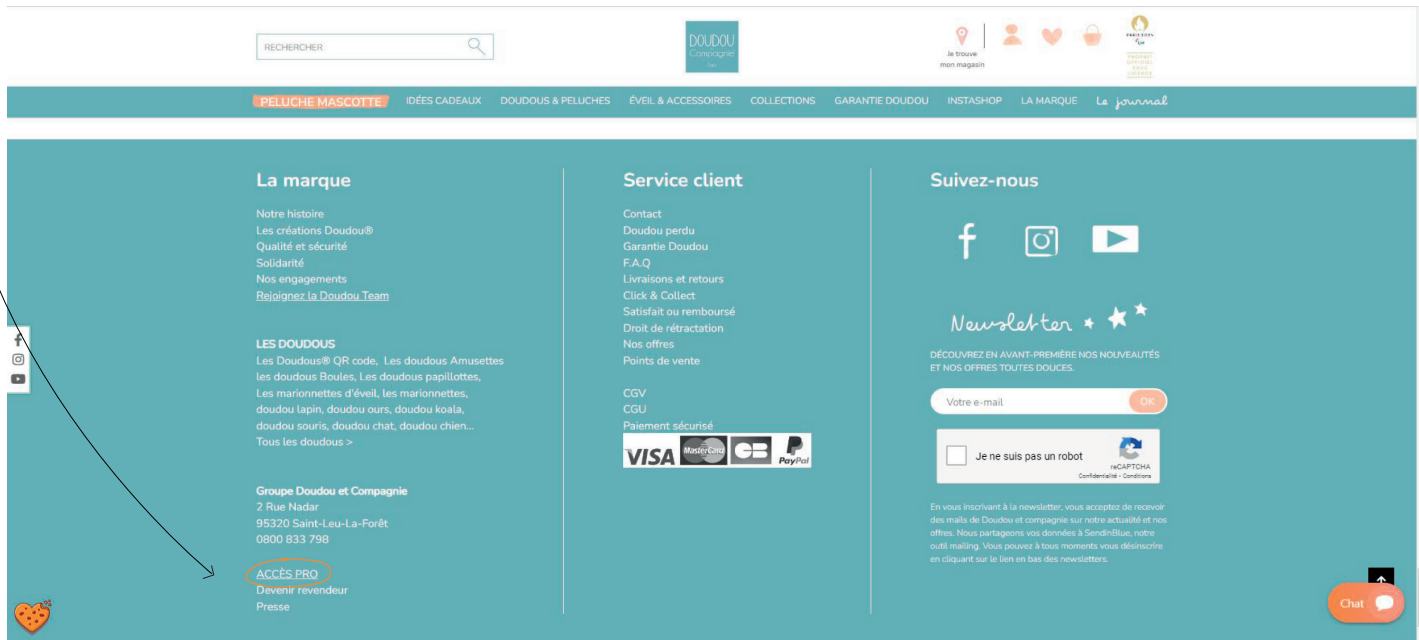 RECHERCHER
DOUDOU
Compagnie
Je trouve
mon magasin
PARIS 2024
PRODUIT
OFFICIEL
SOUS
LICENCE
PELUCHE MASCOTTE
IDÉES CADEAUX
DOUDOUS & PELUCHES
ÉVEIL & ACCESSOIRES
COLLECTIONS
GARANTIE DOUDOU
INSTASHOP
LA MARQUE
Le journal
La marque
Notre histoire
Les créations Doudou®
Qualité et sécurité
Solidarité
Nos engagements
Rejoignez la Doudou Team
LES DOUDOUS
Les Doudous® QR code, Les doudous Amusettes
les doudous Boules, Les doudous papillottes,
Les marionnettes d'éveil, les marionnettes,
doudou lapin, doudou ours, doudou koala,
doudou souris, doudou chat, doudou chien...
Tous les doudous >
Groupe Doudou et Compagnie
2 Rue Nadar
95320 Saint-Leu-La-Forêt
0800 833 798
ACCÈS PRO
Devenir revendeur
Presse
Service client
Contact
Doudou perdu
Garantie Doudou
F.A.Q
Livraisons et retours
Click & Collect
Satisfait ou remboursé
Droit de rétractation
Nos offres
Points de vente
CGV
CGU
Paiement sécurisé
VISA MasterCard CB PayPal
Suivez-nous
Newsletter
DÉCOUVREZ EN AVANT-PREMIÈRE NOS NOUVEAUTÉS
ET NOS OFFRES TOUTES DOUCES.
Votre e-mail
OK
Je ne suis pas un robot
reCAPTCHA
Confidentialité - Conditions
En vous inscrivant à la newsletter, vous acceptez de recevoir
des mails de Doudou et compagnie sur notre actualité et nos
offres. Nous partageons vos données à SendinBlue, notre
outil mailing. Vous pouvez à tous moments vous désinscrire
en cliquant sur le lien en bas des newsletters.
Chat